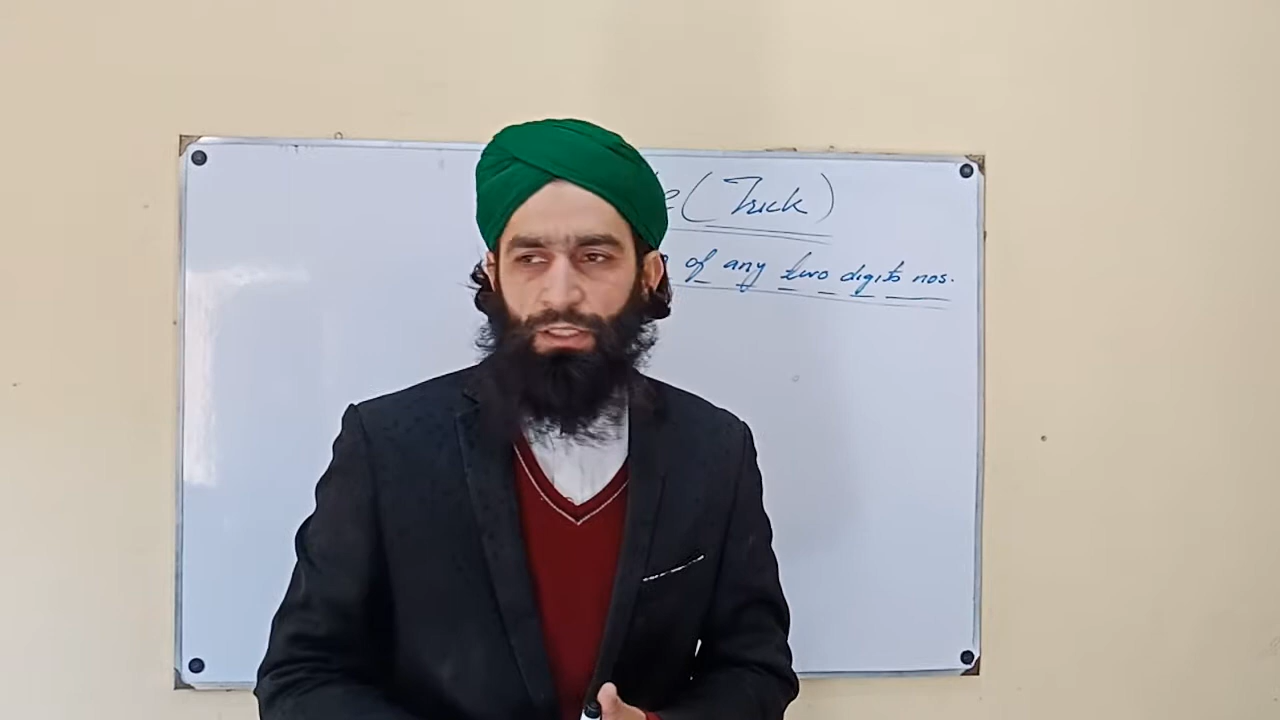 (Trick)
of any two digits nos.